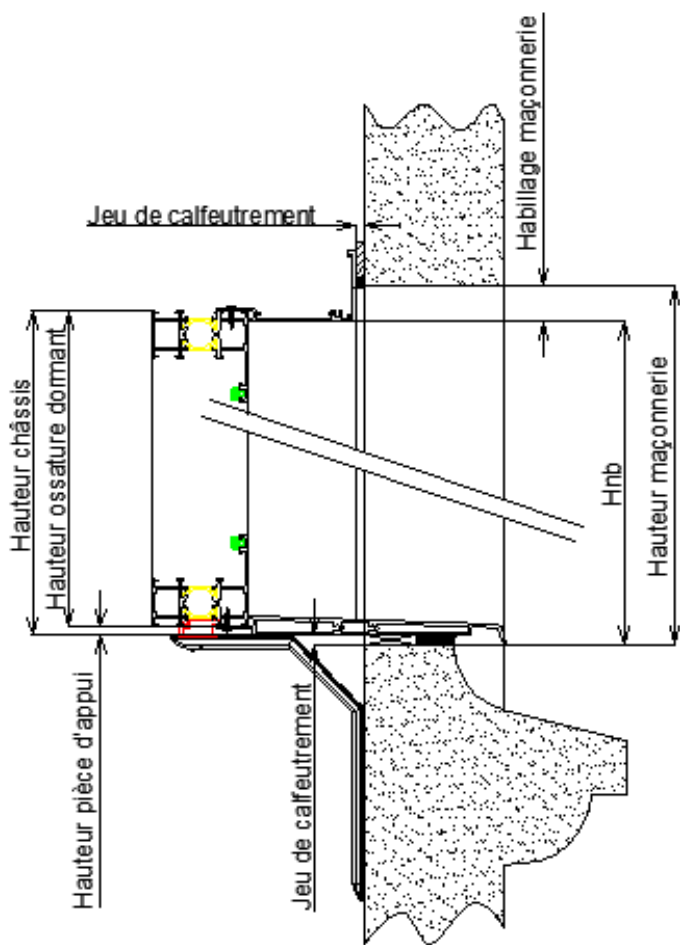 Jeu de calfeutrement
Habillage maçonnerie
Hauteur châssis
Hauteur ossature dormant
Hnb
Hauteur maçonnerie
Hauteur pièce d'appui
Jeu de calfeutrement